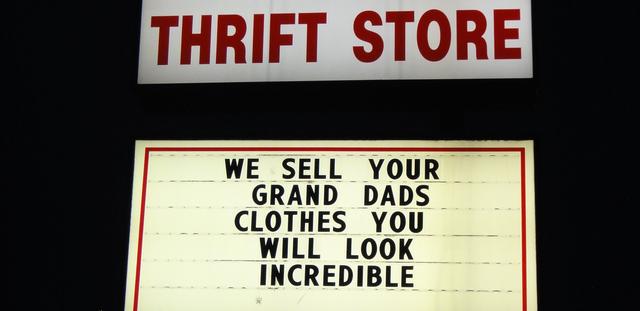 THRIFT STORE
WE SELL YOUR
GRAND DADS
CLOTHES YOU
WILL LOOK
INCREDIBLE